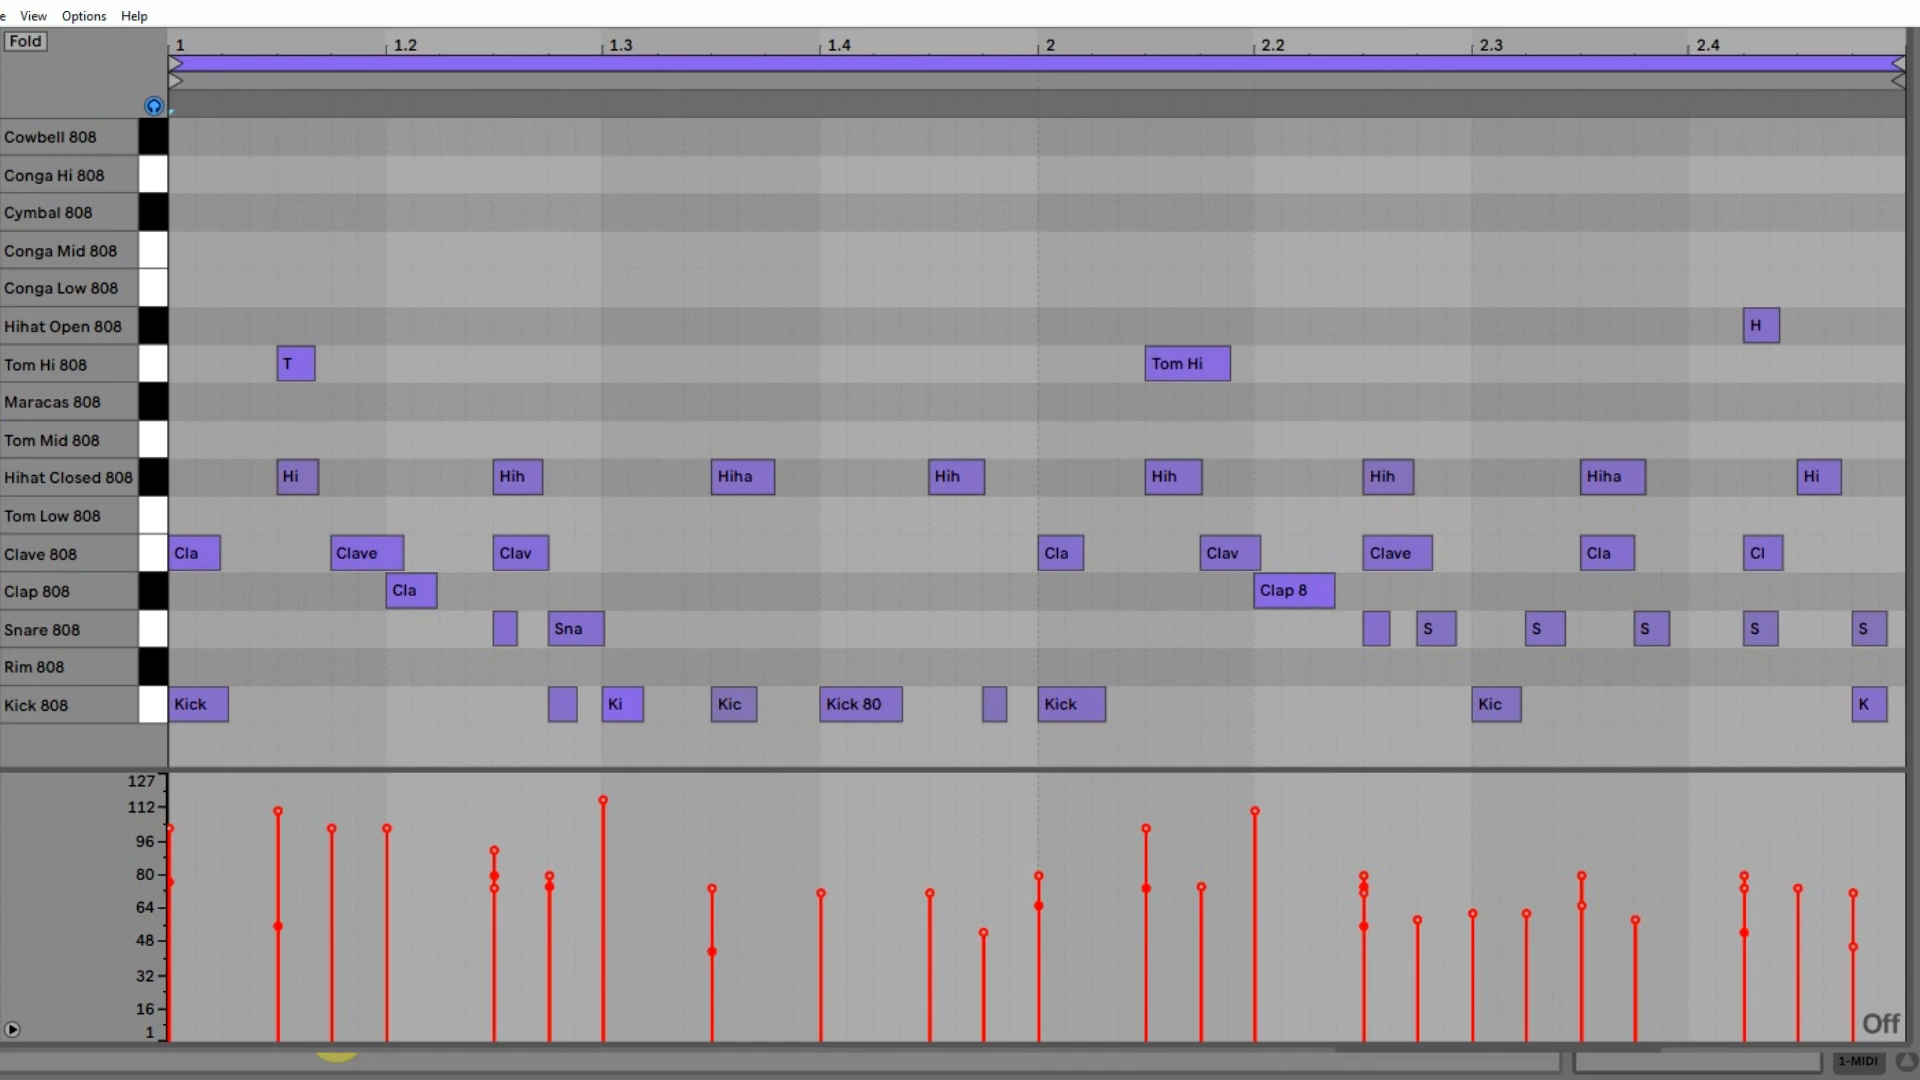 e View Options Help
Fold
1 1.2 1.3 1.4 2 2.2 2.3 2.4
Cowbell 808
Conga Hi 808
Cymbal 808
Conga Mid 808
Conga Low 808
Hihat Open 808 H
Tom Hi 808 T Tom Hi
Maracas 808
Tom Mid 808
Hihat Closed 808 Hi Hih Hiha Hih Hih Hih Hiha Hi
Tom Low 808
Clave 808 Cla Clave Clav Cla Clav Clave Cla Cl
Clap 808 Cla Clap 8
Snare 808 Sna S S S S S
Rim 808
Kick 808 Kick Ki Kic Kick 80 Kick Kic K
127
112
96
80
64
48
32
16
1
Off
1-MIDI